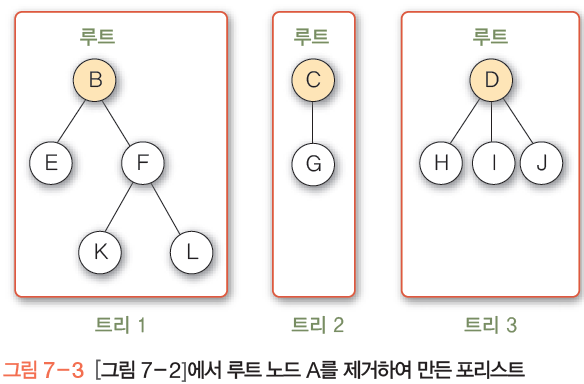 루트 루트 루트
B C D
E F G H I J
K L
트리 1 트리 2 트리 3
그림 7-3 [그림 7-2]에서 루트 노드 A를 제거하여 만든 포리스트